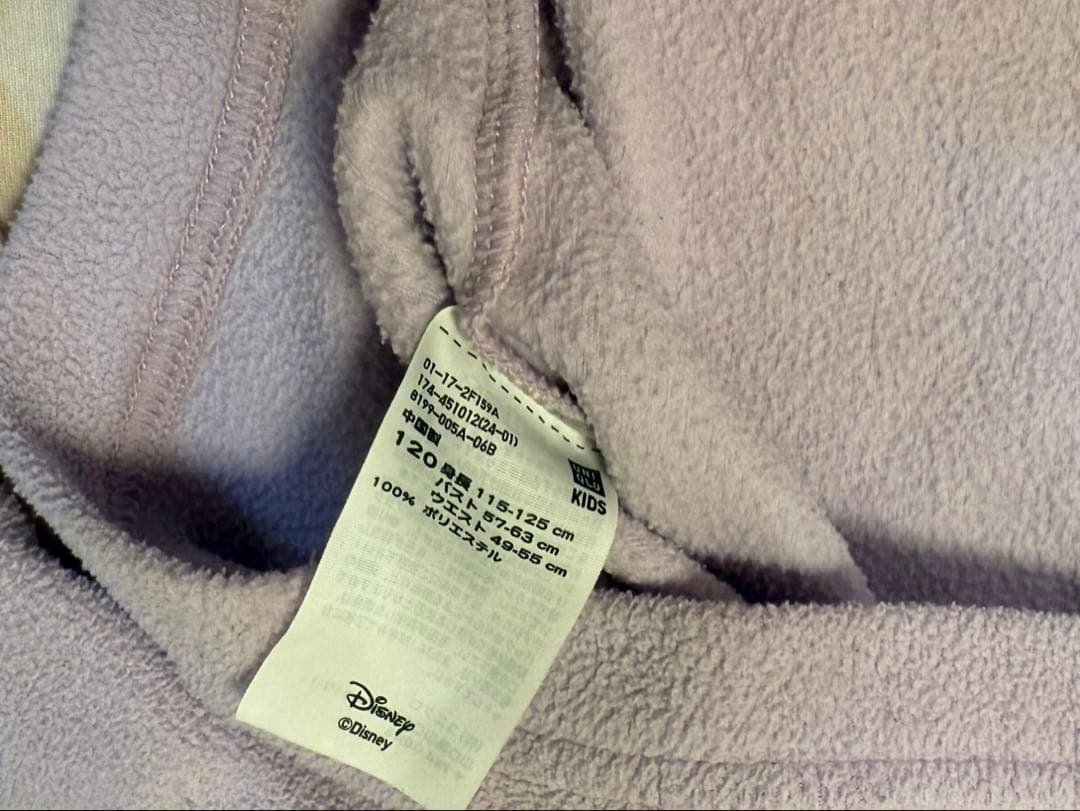 01-17-2F159A
174-451012(24-01)
8199-005A-06B
中国製
120 身長 115-125 cm
バスト 57-63 cm
ウエスト 49-55 cm
100% ポリエステル
UNI
QLO
KIDS
Disney
©Disney